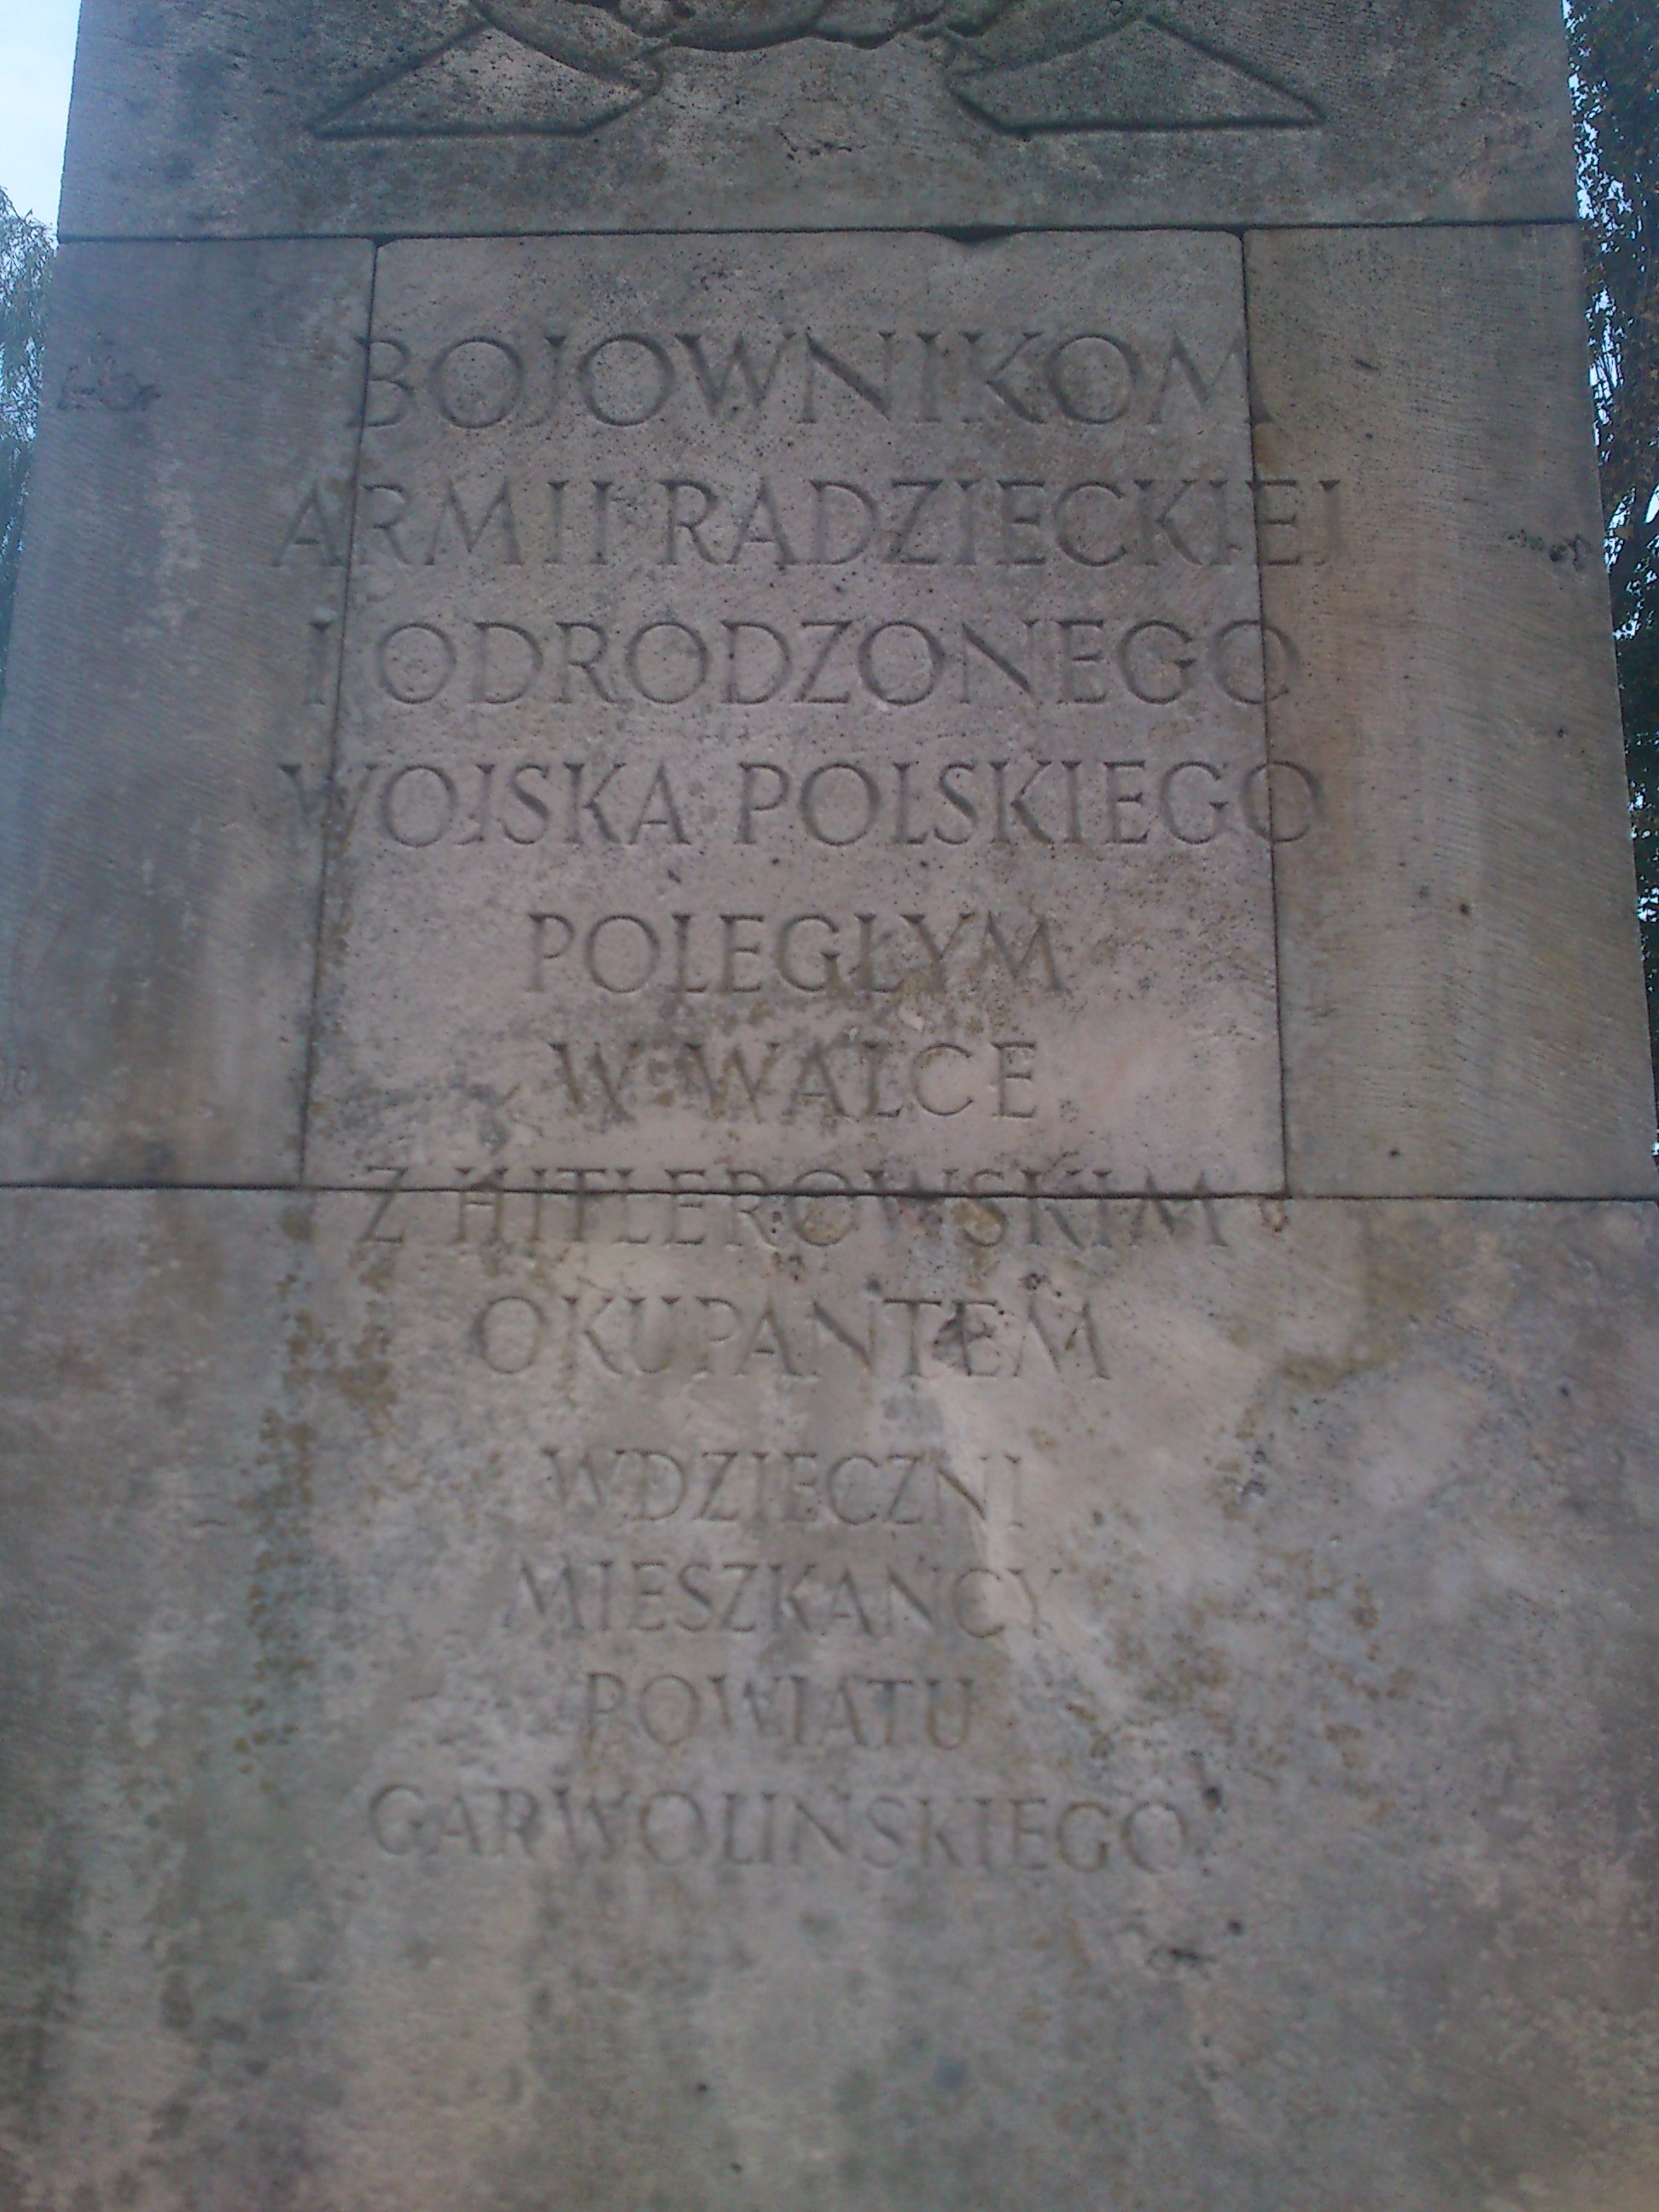 BOJOWNIKOM
ARMII RADZIECKIEJ
I ODRODZONEGO
WOJSKA POLSKIEGO
POLEGŁYM
W WALCE
Z HITLEROWSKIM
OKUPANTEM
WDZIĘCZNI
MIESZKAŃCY
POWIATU
GARWOLIŃSKIEGO